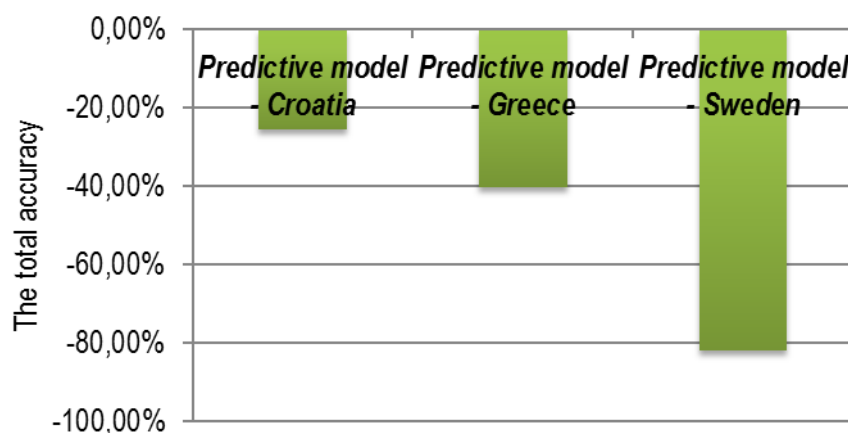 0,00%
Predictive model Predictive model Predictive model
- Croatia - Greece - Sweden
-20,00%
-40,00%
-60,00%
-80,00%
-100,00%
The total accuracy